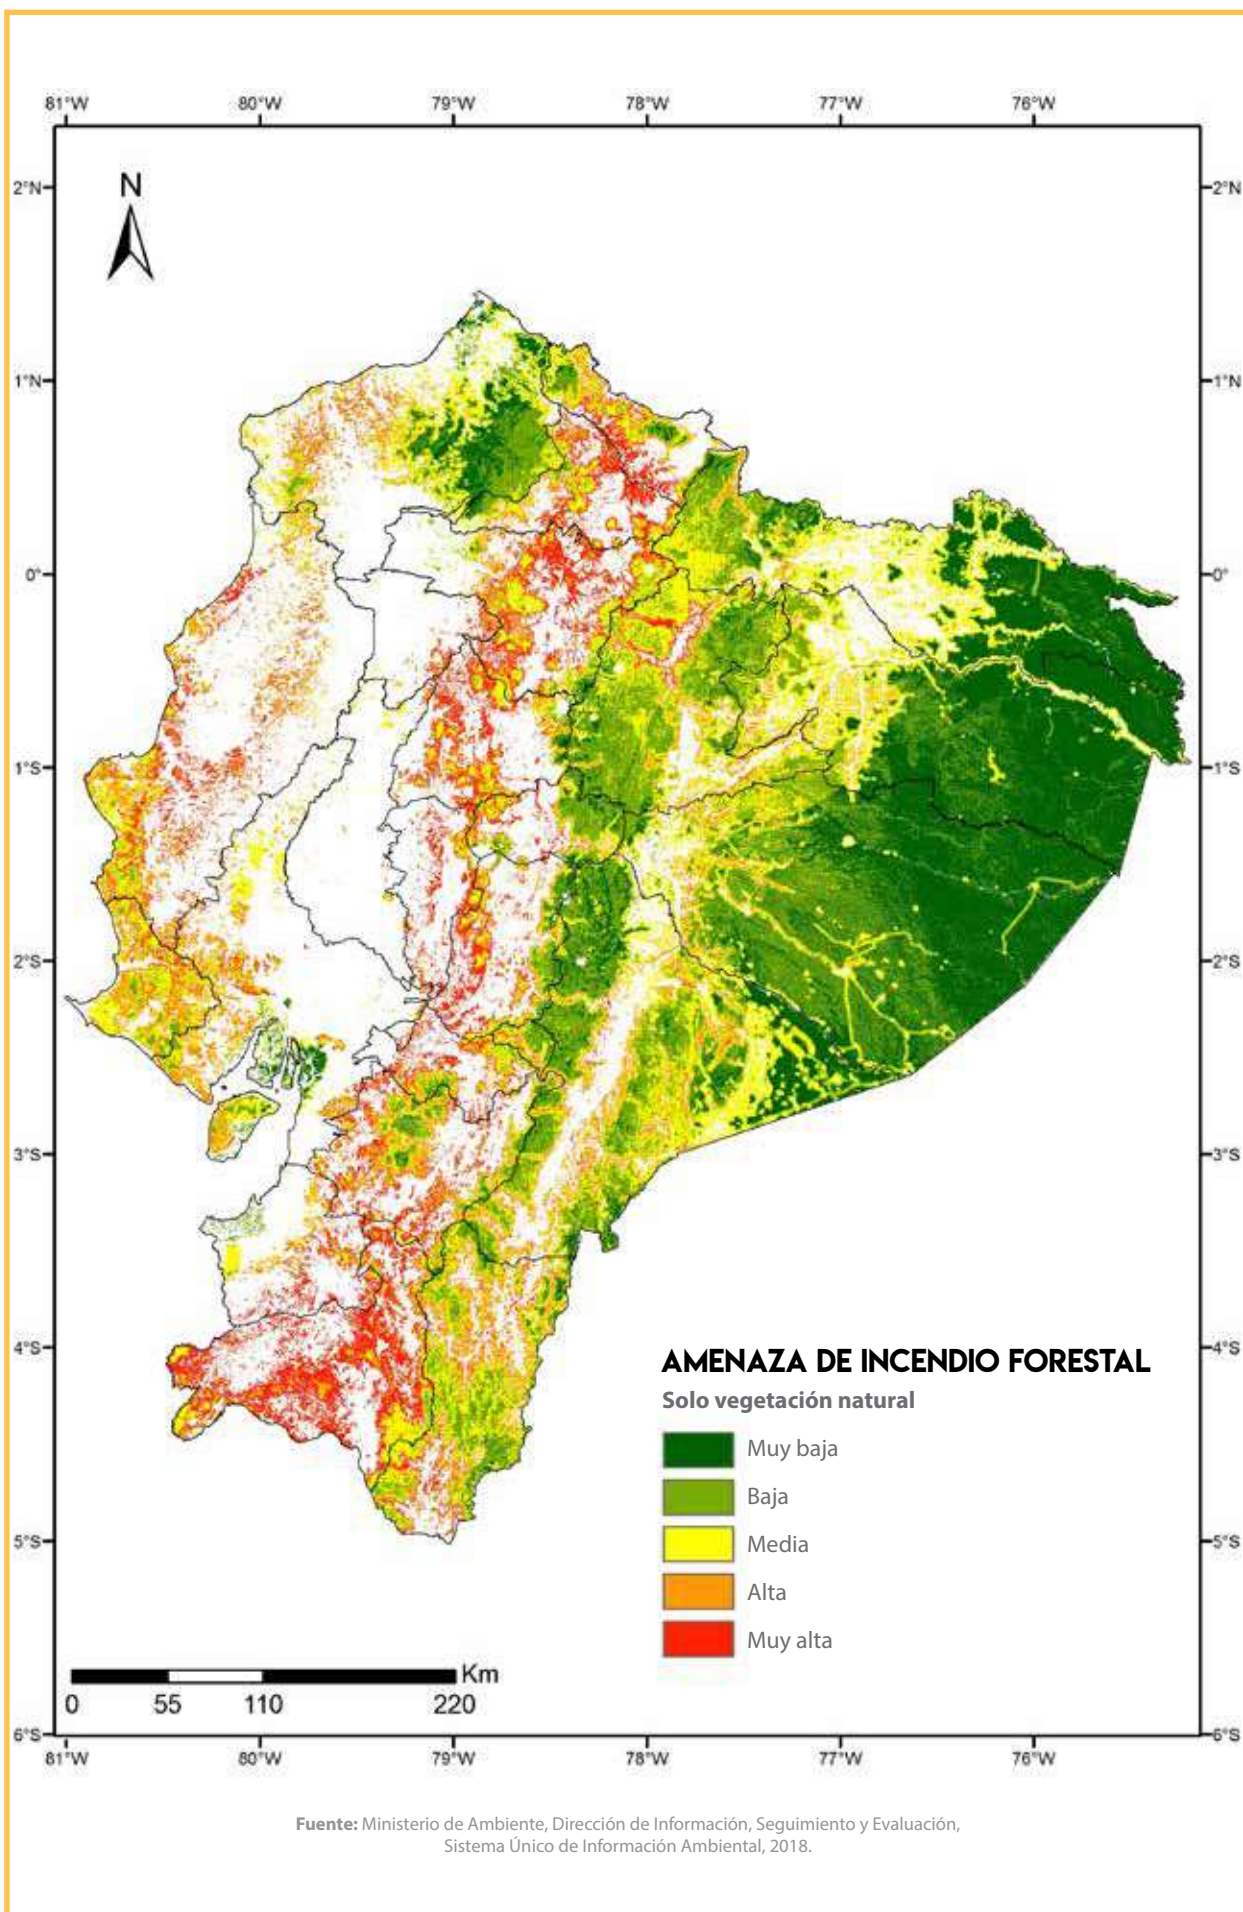 81°W 80°W 79°W 78°W 77°W 76°W
N
2°N 2°N
1°N 1°N
0° 0°
1°S 1°S
2°S 2°S
3°S 3°S
4°S 4°S
AMENAZA DE INCENDIO FORESTAL
Solo vegetación natural
Muy baja
Baja
5°S 5°S
Media
Alta
Muy alta
Km
0 55 110 220
6°S 6°S
81°W 80°W 79°W 78°W 77°W 76°W
Fuente: Ministerio de Ambiente, Dirección de Información, Seguimiento y Evaluación,
Sistema Único de Información Ambiental, 2018.